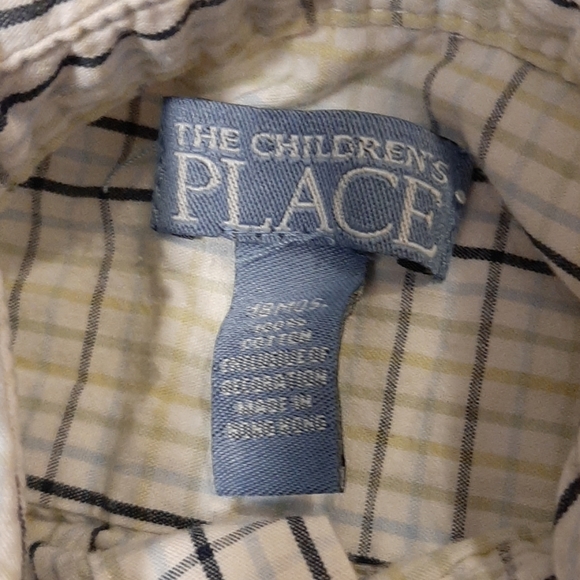 THE CHILDREN'S
PLACE
18MOS.
100%
COTTON
EXCLUSIVE OF
DECORATION
MADE IN
HONG KONG